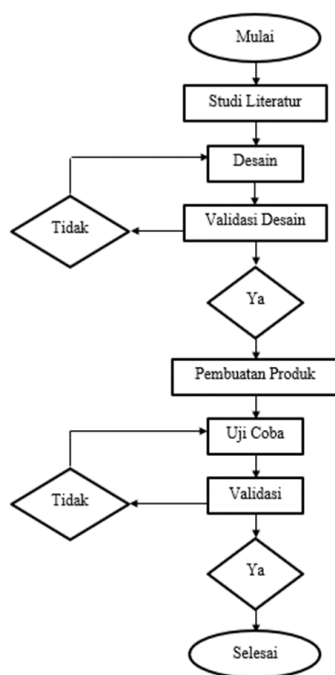 Mulai
Studi Literatur
Desain
Validasi Desain
Tidak
Ya
Pembuatan Produk
Uji Coba
Validasi
Tidak
Ya
Selesai